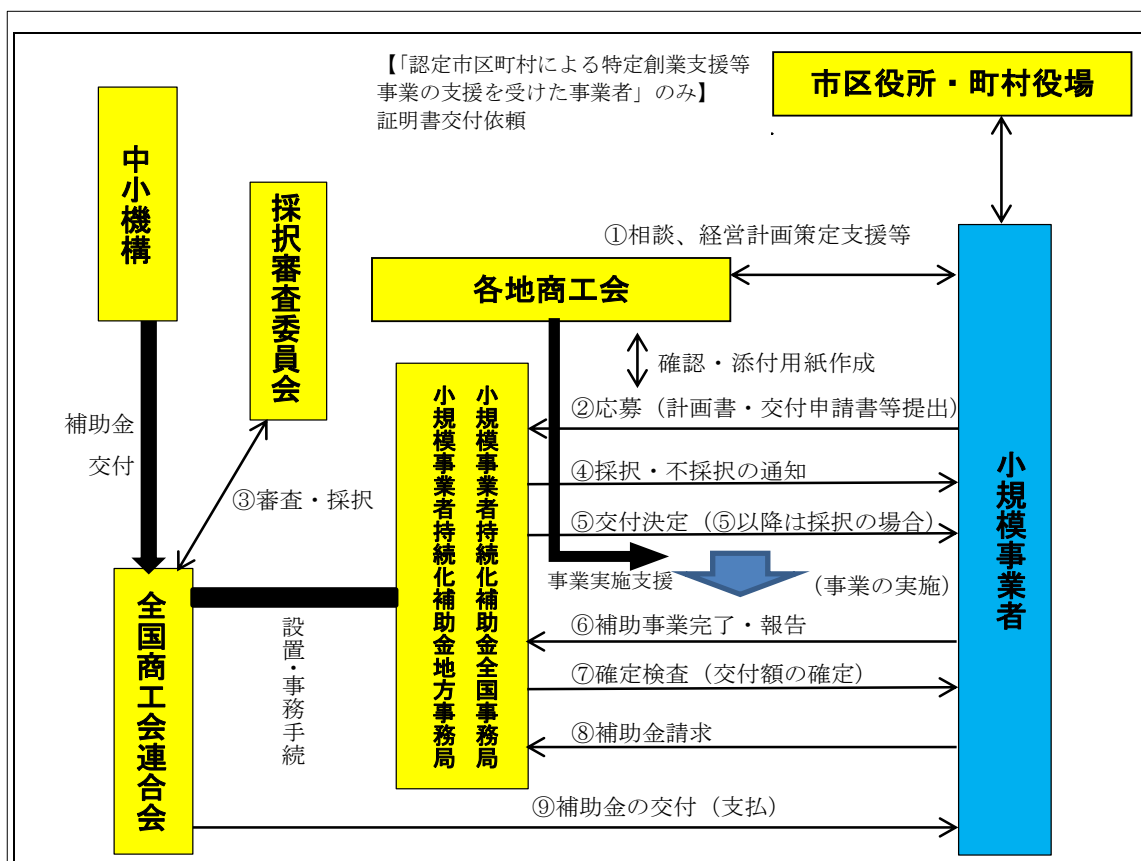 【「認定市区町村による特定創業支援等
事業の支援を受けた事業者」のみ】
証明書交付依頼
市区役所・町村役場
中小機構
採択審査委員会
①相談、経営計画策定支援等
各地商工会
確認・添付用紙作成
補助金
交付
③審査・採択
小規模事業者持続化補助金全国事務局
小規模事業者持続化補助金地方事務局
②応募（計画書・交付申請書等提出）
④採択・不採択の通知
⑤交付決定（⑤以降は採択の場合）
事業実施支援
（事業の実施）
小規模事業者
全国商工会連合会
設置・事務手続
⑥補助事業完了・報告
⑦確定検査（交付額の確定）
⑧補助金請求
⑨補助金の交付（支払）